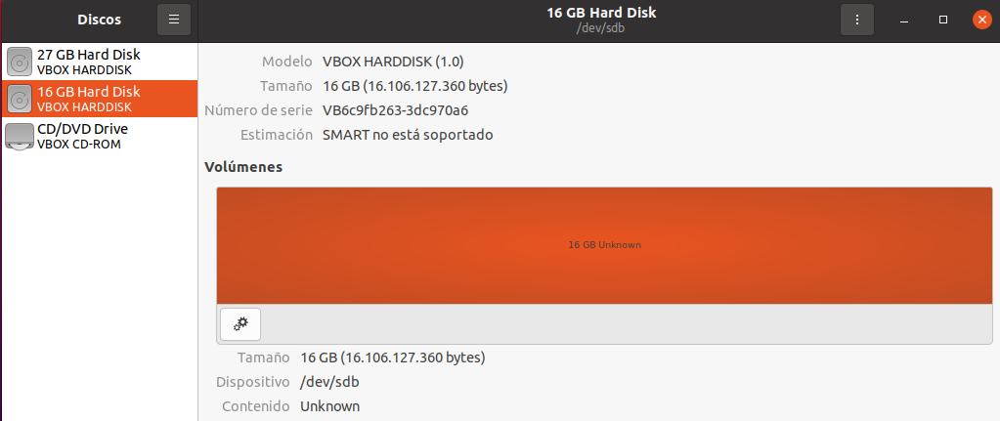 Discos
16 GB Hard Disk
/dev/sdb
27 GB Hard Disk
VBOX HARDDISK
16 GB Hard Disk
VBOX HARDDISK
CD/DVD Drive
VBOX CD-ROM
Modelo VBOX HARDDISK (1.0)
Tamaño 16 GB (16.106.127.360 bytes)
Número de serie VB6c9fb263-3dc970a6
Estimación SMART no está soportado
Volúmenes
16 GB Unknown
Tamaño 16 GB (16.106.127.360 bytes)
Dispositivo /dev/sdb
Contenido Unknown